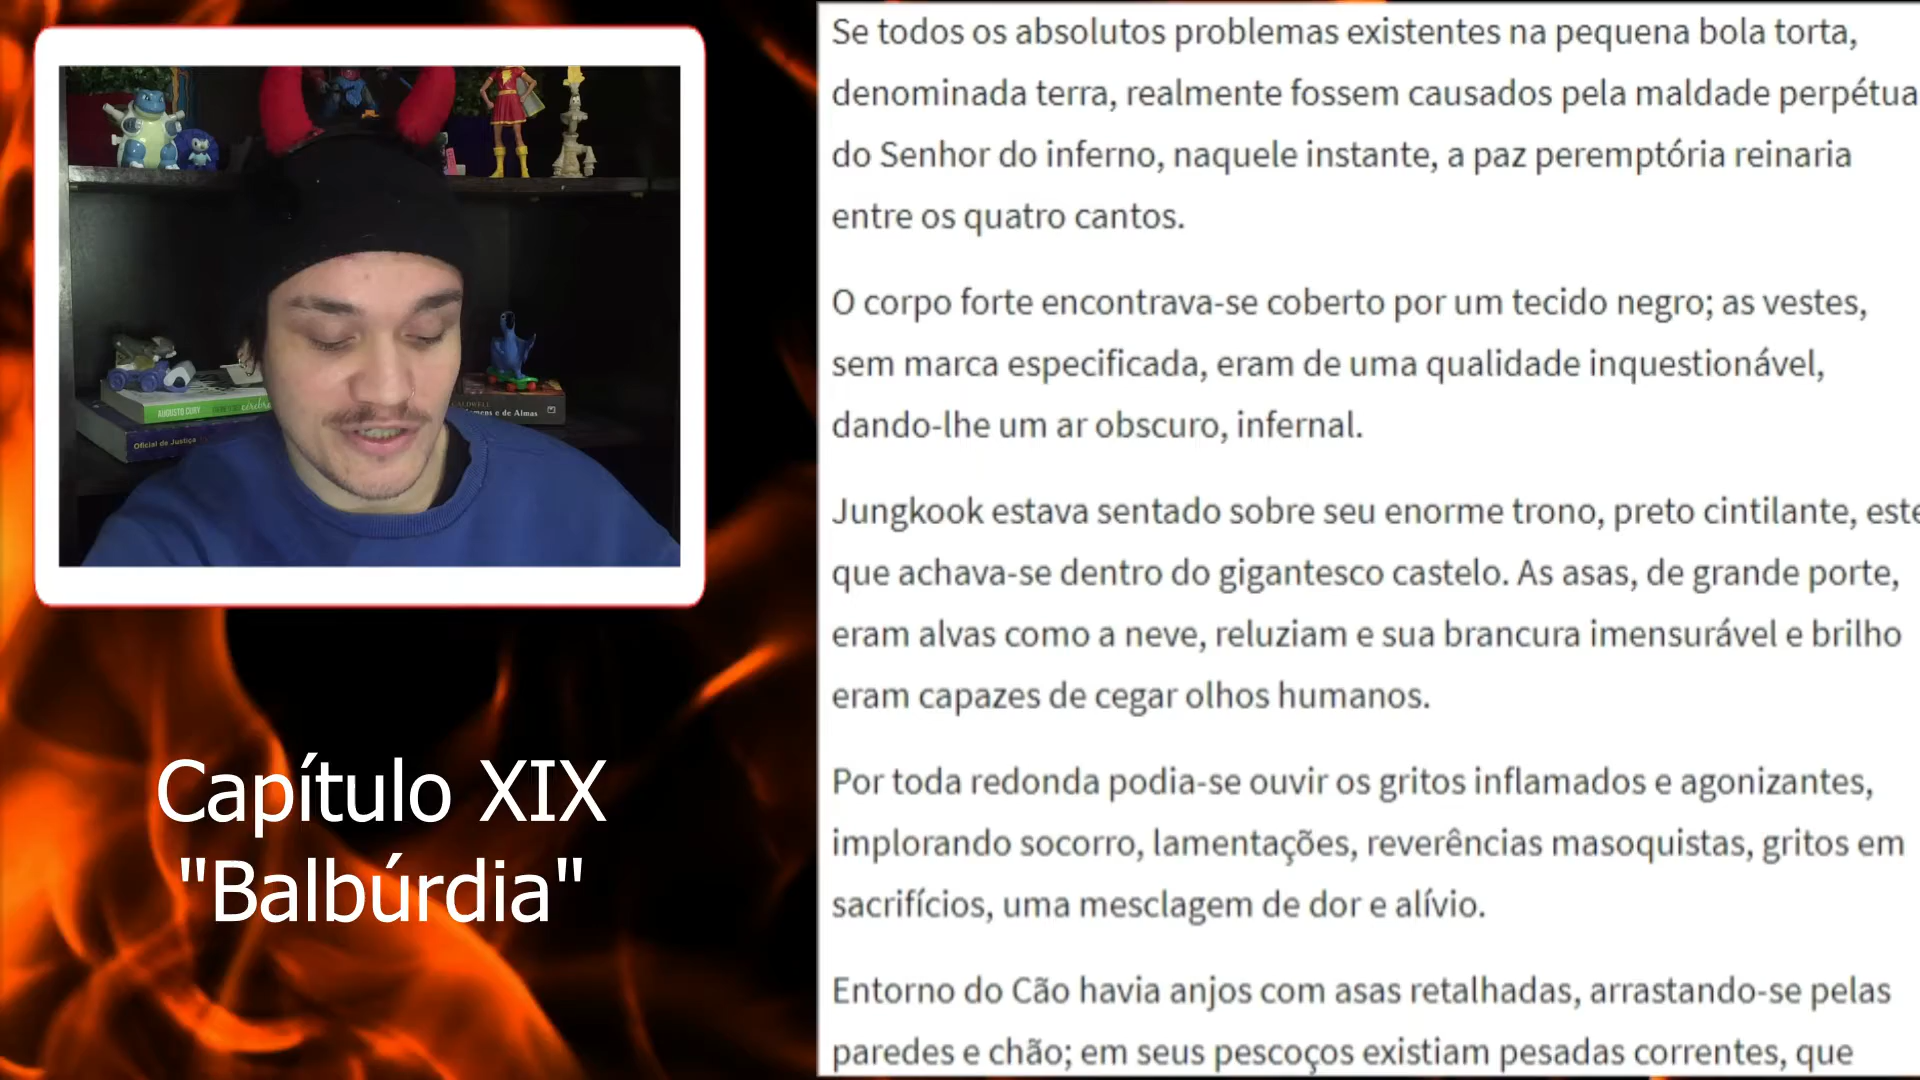 Se todos os absolutos problemas existentes na pequena bola torta,
denominada terra, realmente fossem causados pela maldade perpétua
do Senhor do inferno, naquele instante, a paz peremptória reinaria
entre os quatro cantos.
O corpo forte encontrava-se coberto por um tecido negro; as vestes,
sem marca especificada, eram de uma qualidade inquestionável,
dando-lhe um ar obscuro, infernal.
Jungkook estava sentado sobre seu enorme trono, preto cintilante, este
que achava-se dentro do gigantesco castelo. As asas, de grande porte,
eram alvas como a neve, reluziam e sua brancura imensurável e brilho
eram capazes de cegar olhos humanos.
Por toda redonda podia-se ouvir os gritos inflamados e agonizantes,
implorando socorro, lamentações, reverências masoquistas, gritos em
sacrifícios, uma mesclagem de dor e alívio.
Entorno do Cão havia anjos com asas retalhadas, arrastando-se pelas
paredes e chão; em seus pescoços existiam pesadas correntes, que
AUGUSTO CURY
Oficial de Justiça
CALDWELL
e de Almas
Capítulo XIX
"Balbúrdia"